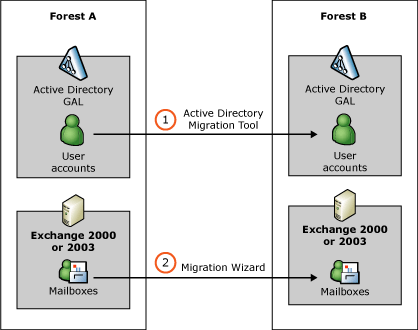 Forest A
Forest B
Active Directory
GAL
Active Directory
GAL
1
Active Directory
Migration Tool
User
accounts
User
accounts
Exchange 2000
or 2003
Exchange 2000
or 2003
2
Migration Wizard
Mailboxes
Mailboxes